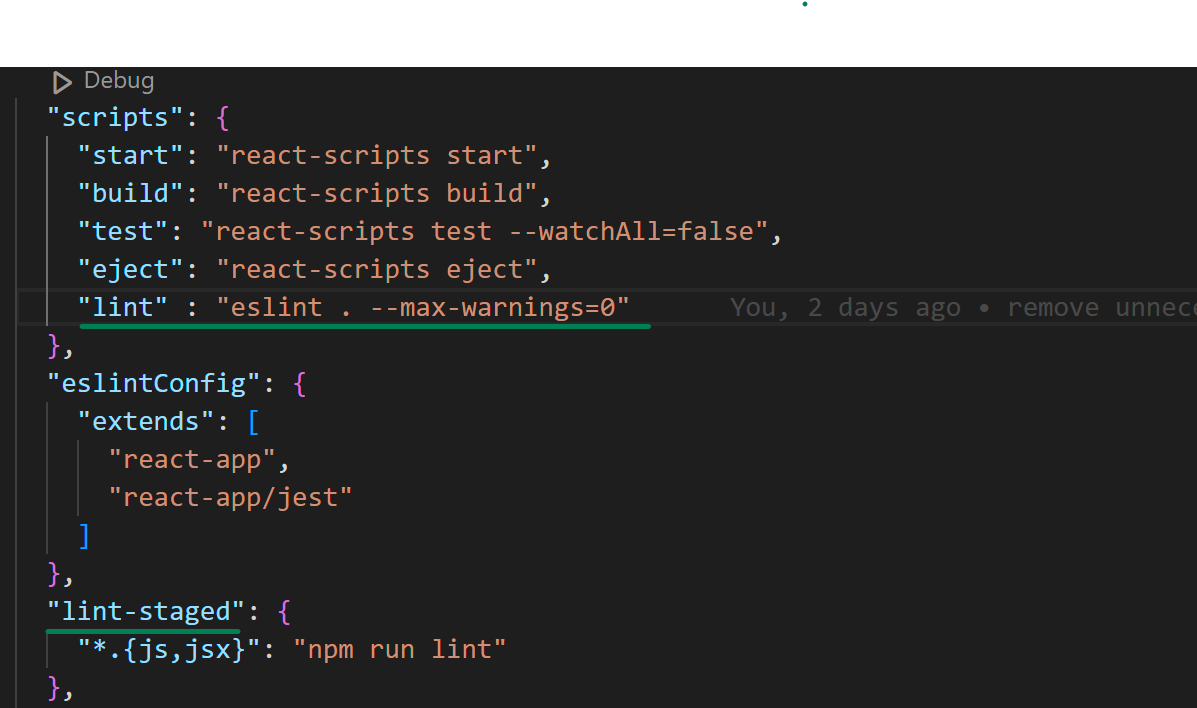 Debug
"scripts": {
"start": "react-scripts start",
"build": "react-scripts build",
"test": "react-scripts test --watchAll=false",
"eject": "react-scripts eject",
"lint" : "eslint . --max-warnings=0" You, 2 days ago • remove
},
"eslintConfig": {
"extends": [
"react-app",
"react-app/jest"
]
},
"lint-staged": {
"*.{js,jsx}": "npm run lint"
},